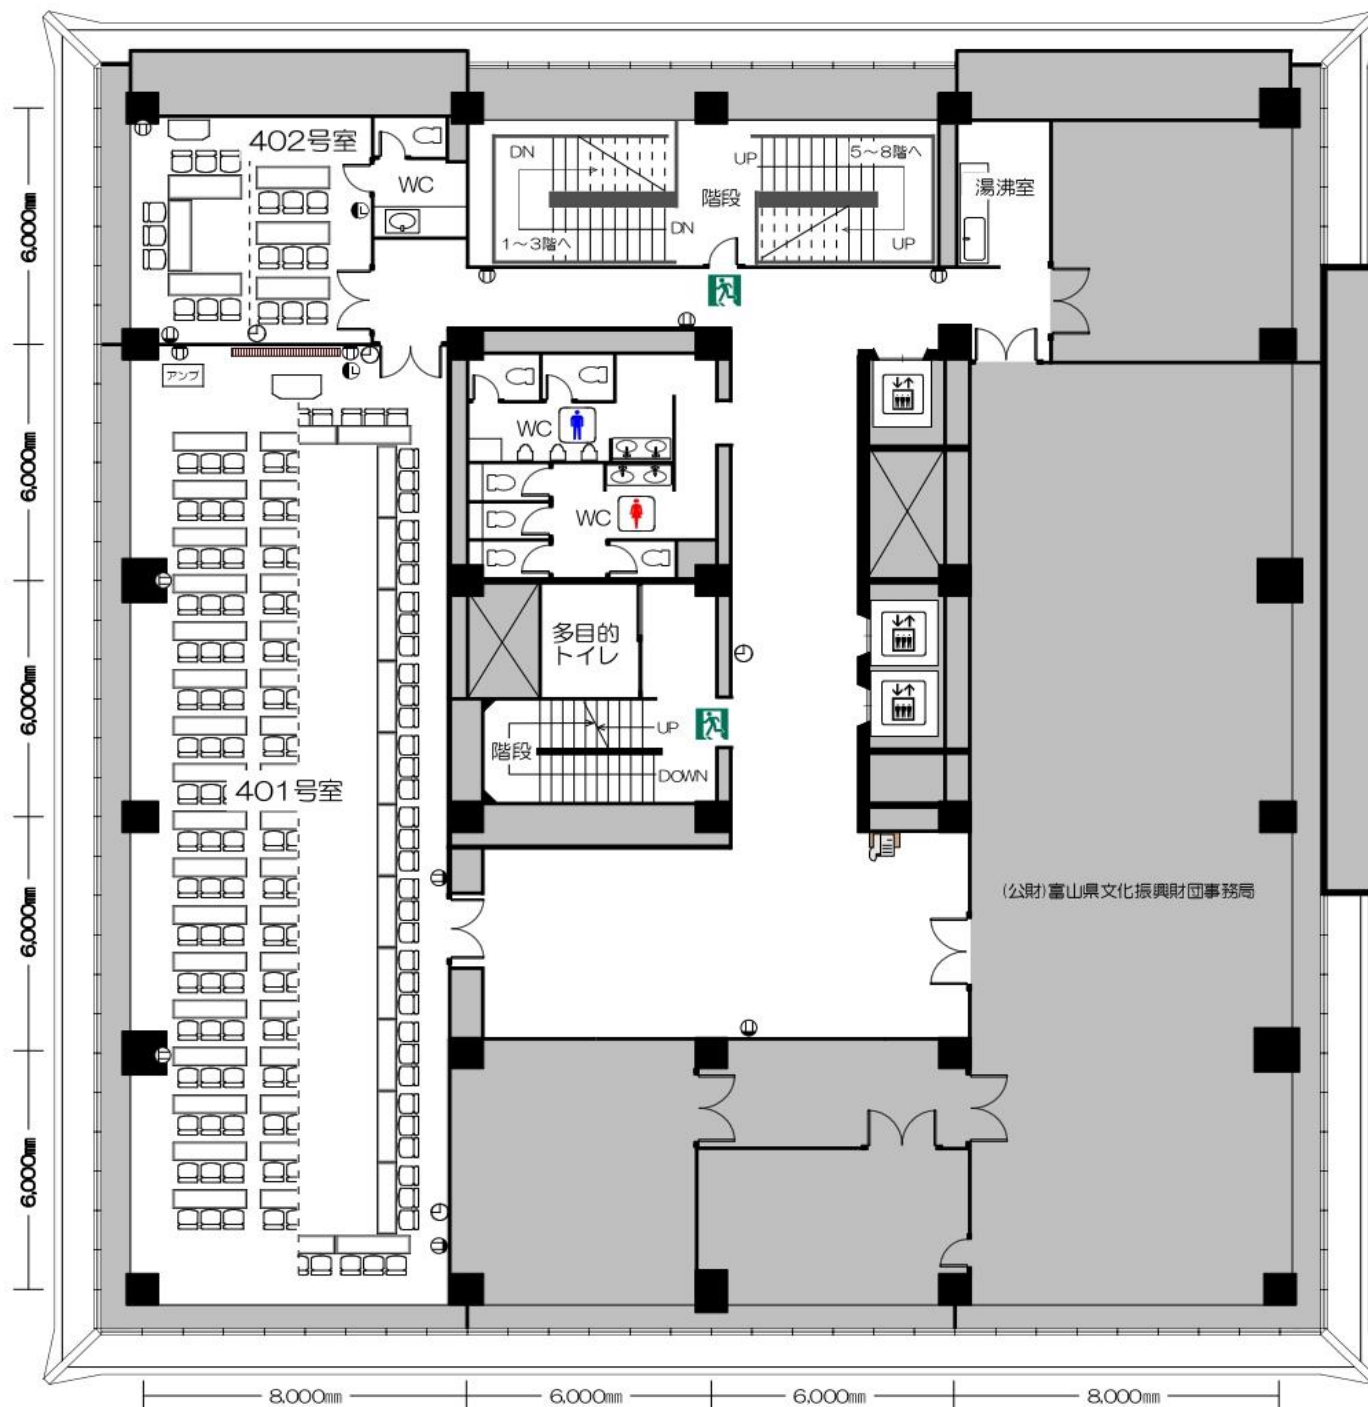 402号室
WC
DN
UP
5～8階へ
階段
湯沸室
1～3階へ
DN
UP
アンプ
WC
WC
多目的
トイレ
UP
階段
DOWN
401号室
(公財)富山県文化振興財団事務局
6,000㎜
6,000㎜
6,000㎜
6,000㎜
6,000㎜
8,000㎜
6,000㎜
6,000㎜
8,000㎜